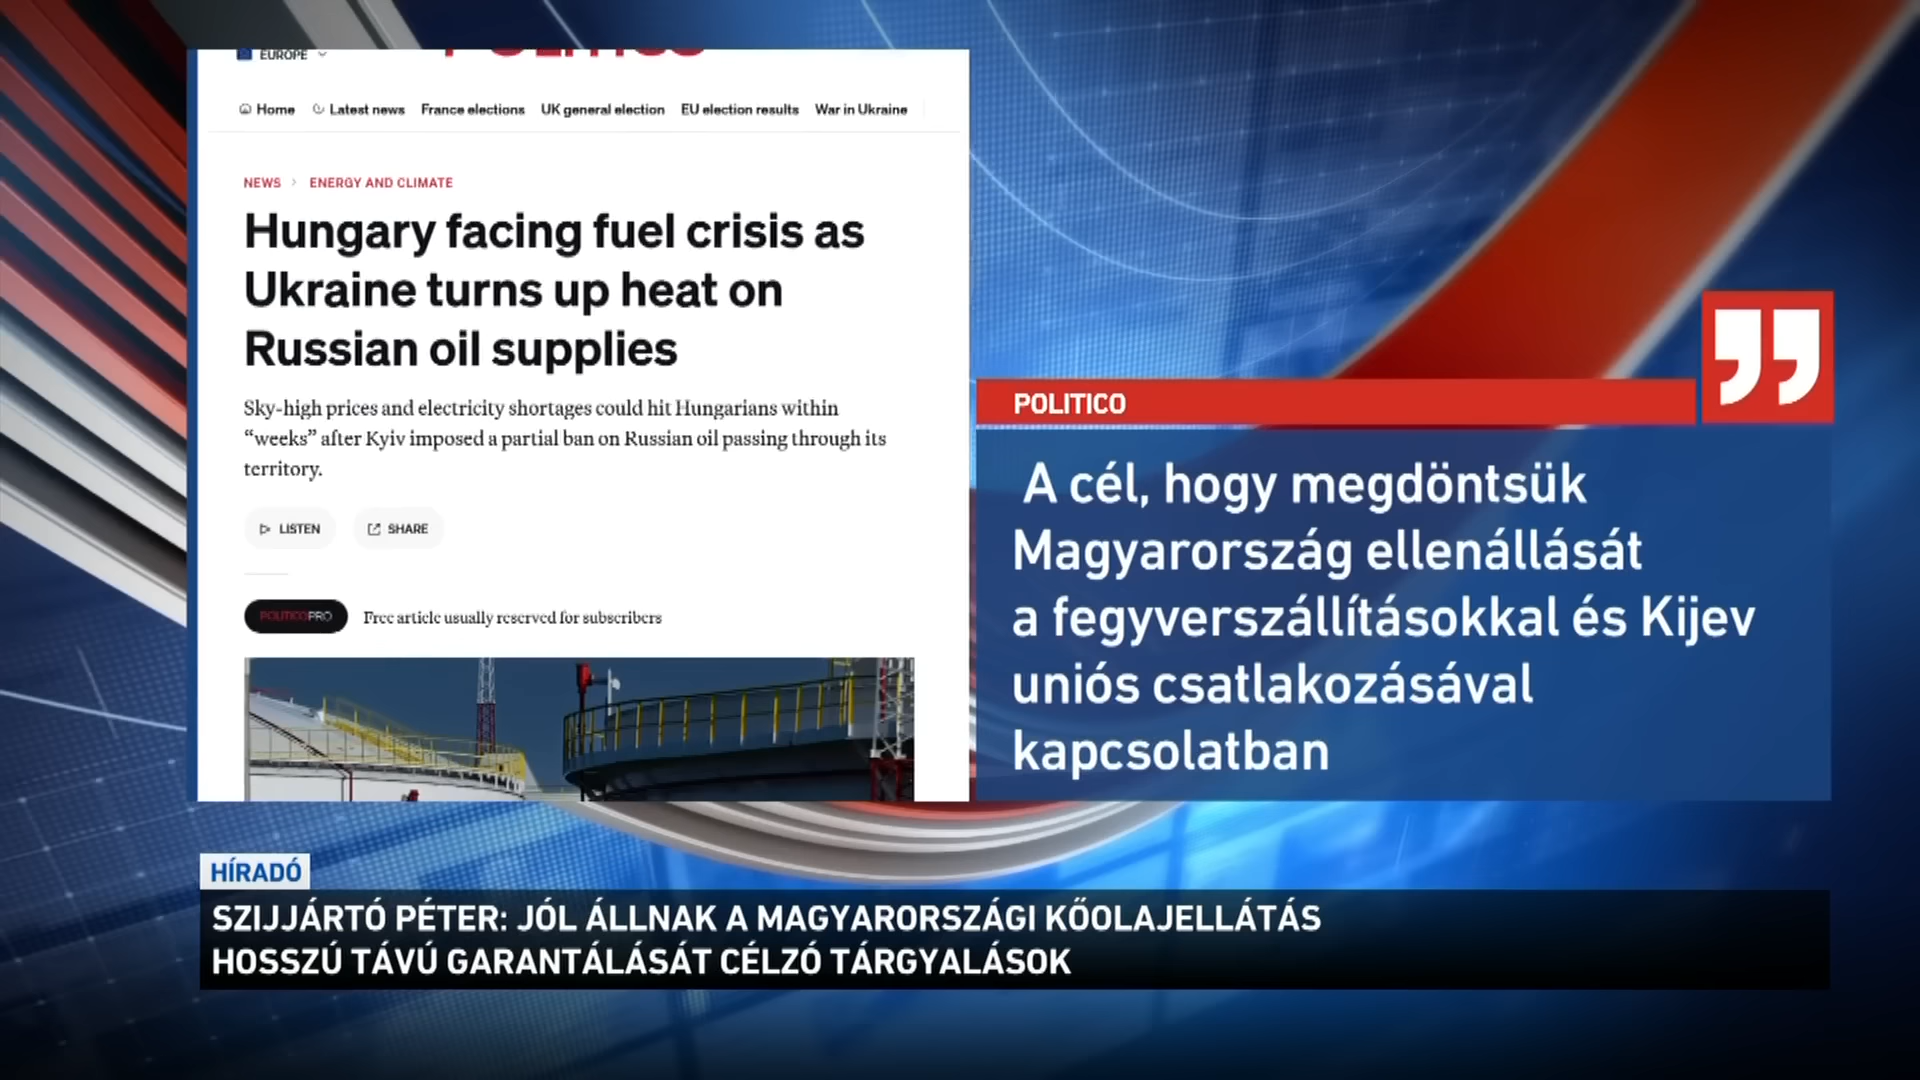 EUROPE
Home Latest news France elections UK general election EU election results War in Ukraine
NEWS > ENERGY AND CLIMATE
Hungary facing fuel crisis as
Ukraine turns up heat on
Russian oil supplies
Sky-high prices and electricity shortages could hit Hungarians within
“weeks” after Kyiv imposed a partial ban on Russian oil passing through its
territory.
LISTEN SHARE
POLITICOPRO Free article usually reserved for subscribers
POLITICO
A cél, hogy megdöntsük
Magyarország ellenállását
a fegyverszállításokkal és Kijev
uniós csatlakozásával
kapcsolatban
HÍRADÓ
SZIJJÁRTÓ PÉTER: JÓL ÁLLNAK A MAGYARORSZÁGI KŐOLAJELLÁTÁS
HOSSZÚ TÁVÚ GARANTÁLÁSÁT CÉLZÓ TÁRGYALÁSOK